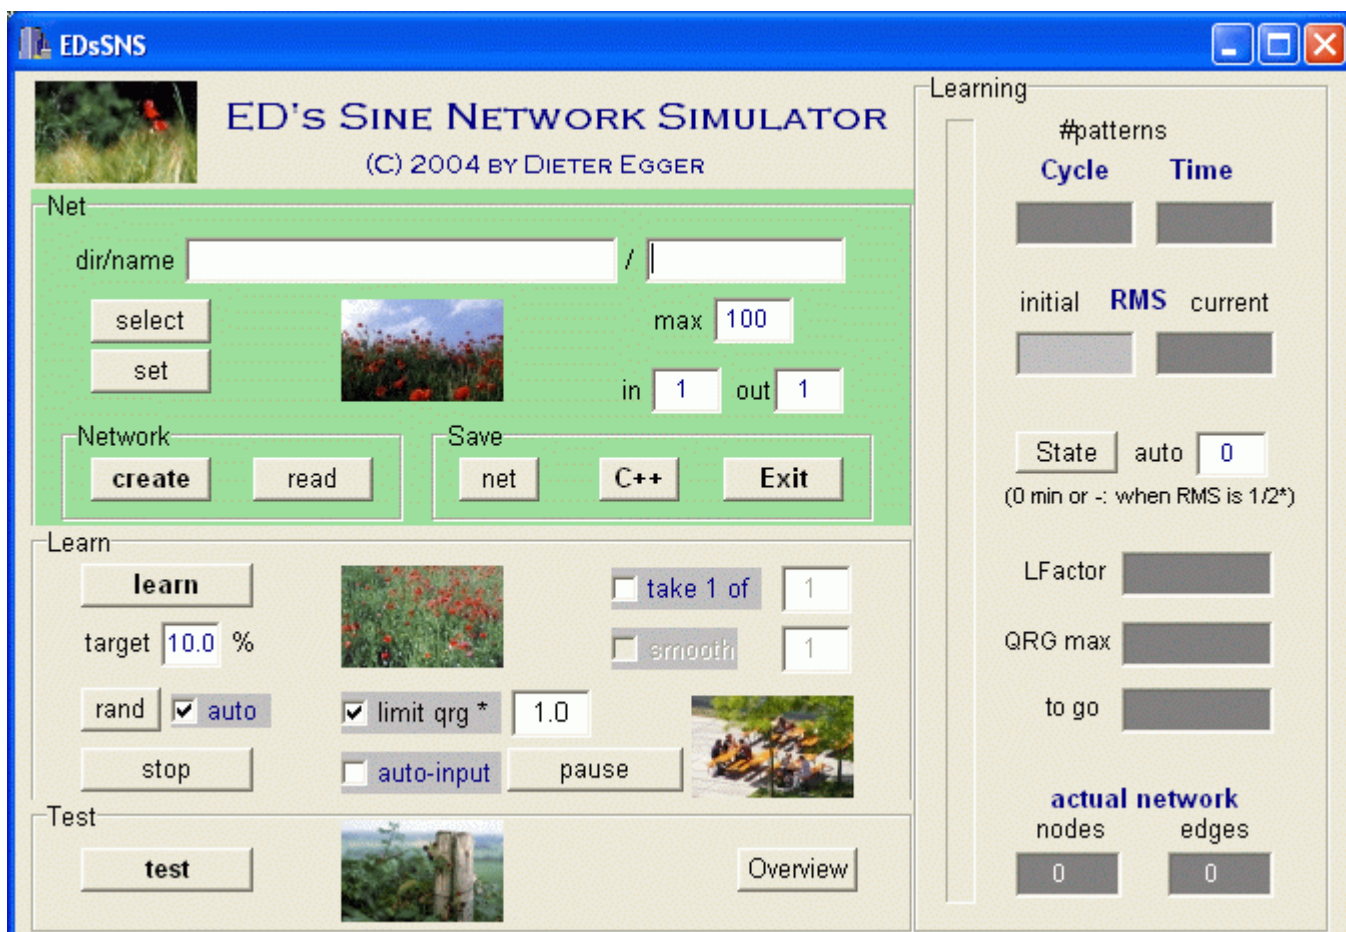 EDsSNS
ED's Sine Network Simulator
(C) 2004 by Dieter Egger
Net
dir/name /
select
max 100
set
in 1 out 1
Network
create read
Save
net C++ Exit
Learn
learn
take 1 of 1
target 10.0 %
smooth 1
rand auto
limit qrg * 1.0
stop
auto-input pause
Test
test
Overview
Learning
#patterns
Cycle Time
initial RMS current
State auto 0
(0 min or -: when RMS is 1/2*)
LFactor
QRG max
to go
actual network
nodes edges
0 0